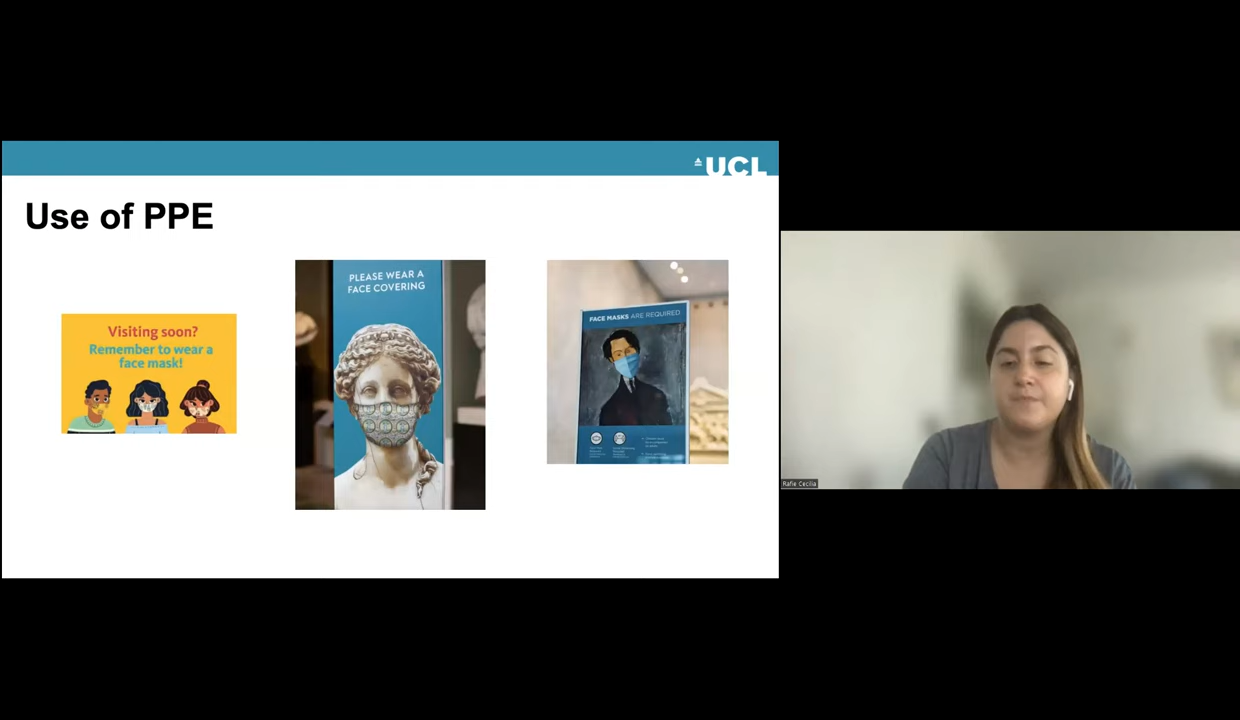 UCL
Use of PPE
Visiting soon?
Remember to wear a
face mask!
PLEASE WEAR A
FACE COVERING
FACE MASKS ARE REQUIRED
Rafie Cecilia